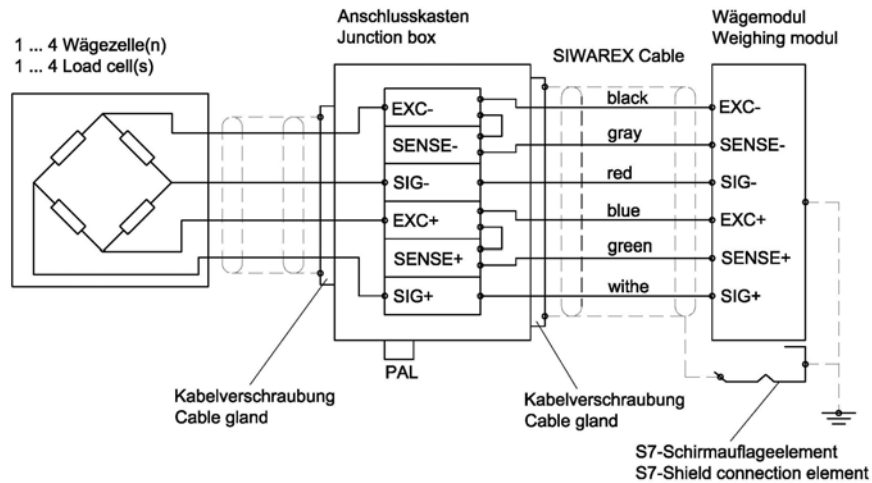 1 ... 4 Wägezelle(n)
1 ... 4 Load cell(s)
Anschlusskasten
Junction box
SIWAREX Cable
Wägemodul
Weighing modul
EXC-
SENSE-
SIG-
EXC+
SENSE+
SIG+
black
gray
red
blue
green
withe
EXC-
SENSE-
SIG-
EXC+
SENSE+
SIG+
PAL
Kabelverschraubung
Cable gland
Kabelverschraubung
Cable gland
S7-Schirmauflageelement
S7-Shield connection element